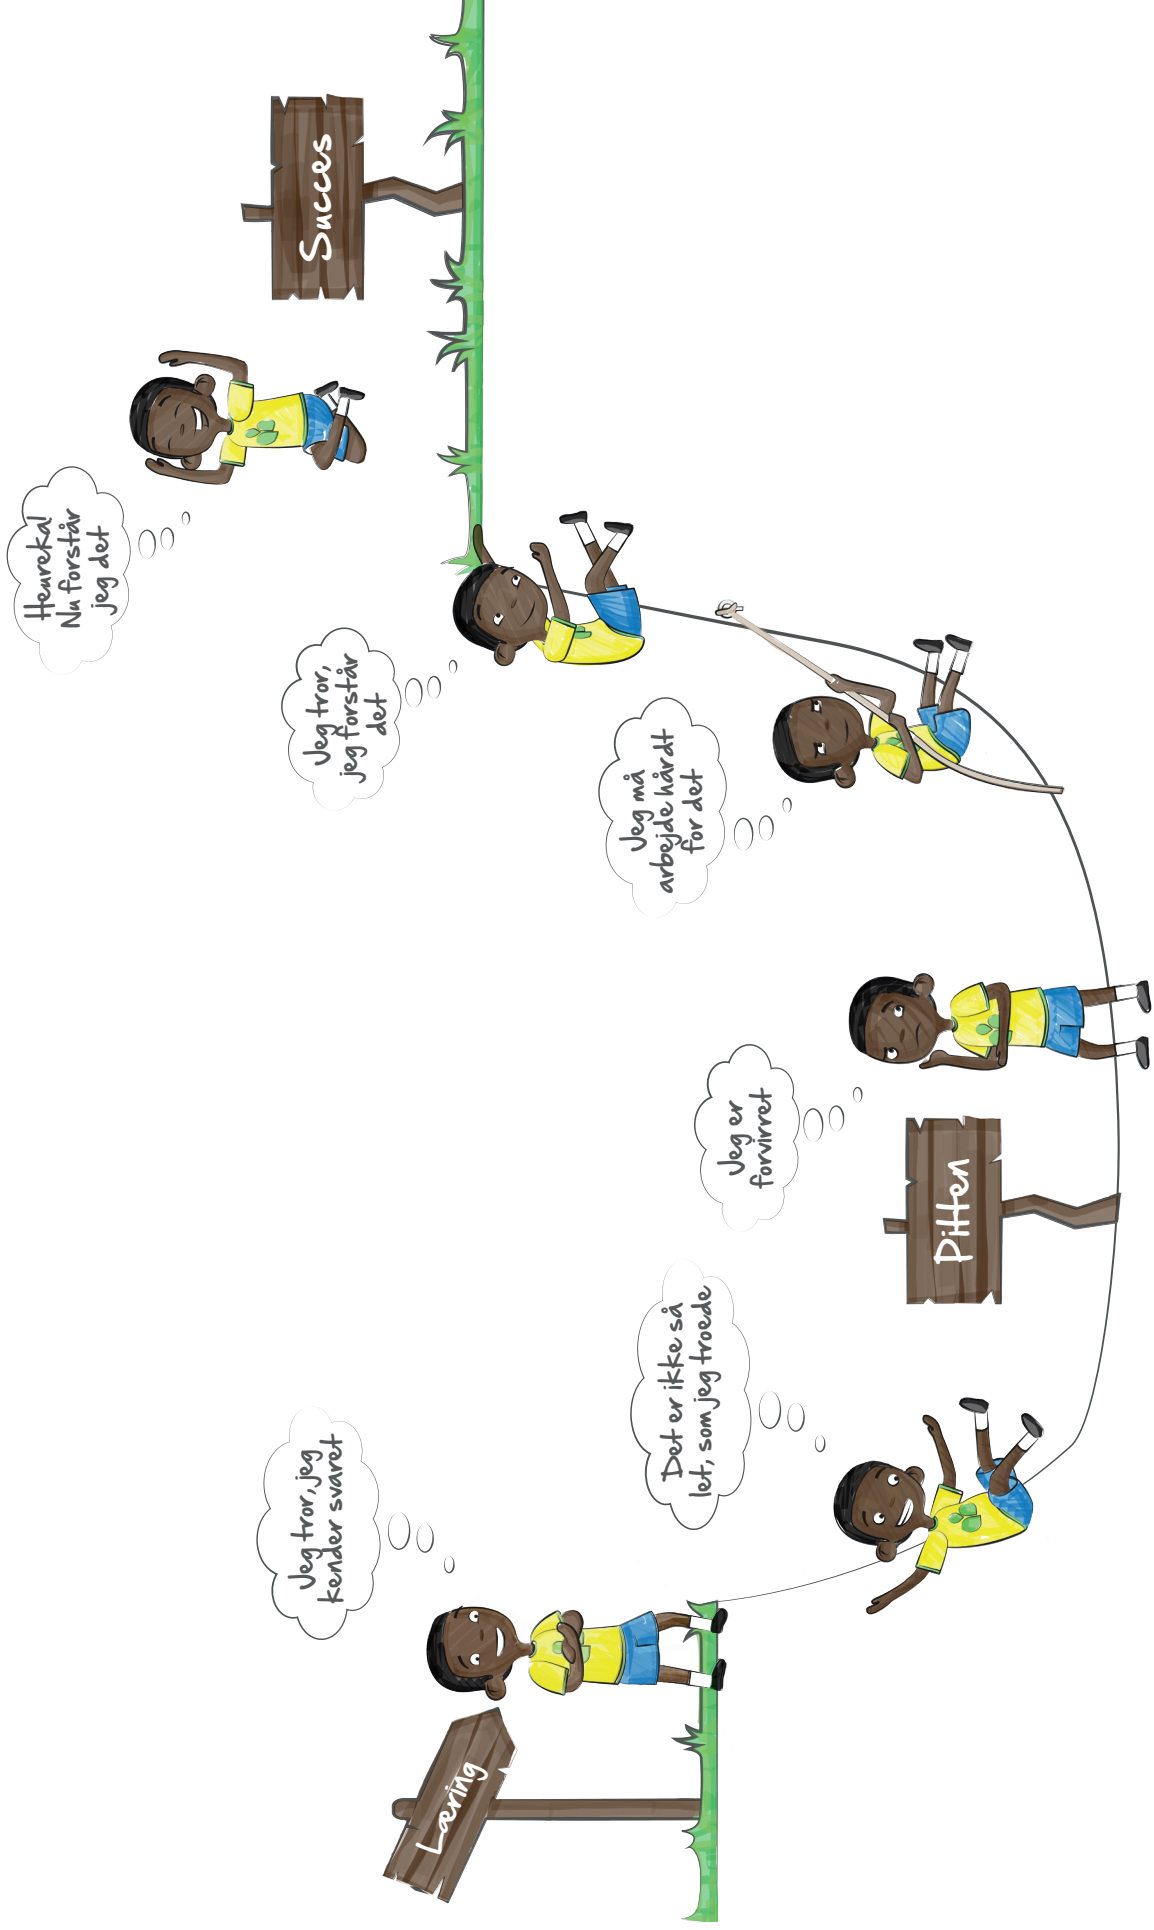 Læring
Jeg tror, jeg
kender svaret
Det er ikke så
let, som jeg troede
Pitten
Jeg er
forvirret
Jeg må
arbejde hårdt
for det
Jeg tror,
jeg forstår
det
Heureka!
Nu forstår
jeg det
Succes